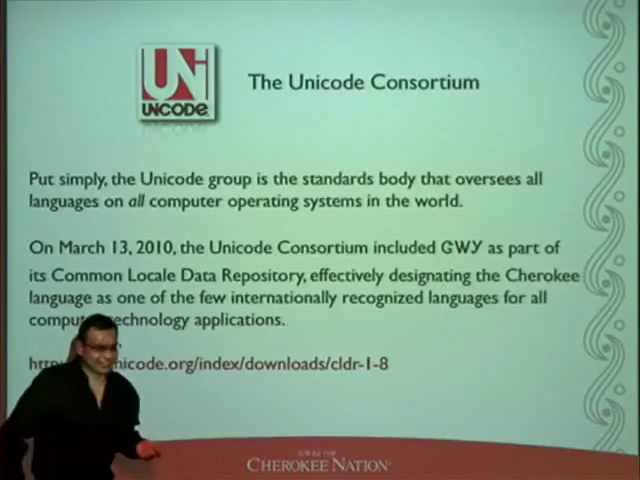 UNi
UNICODE
The Unicode Consortium
Put simply, the Unicode group is the standards body that oversees all
languages on all computer operating systems in the world.
On March 13, 2010, the Unicode Consortium included ᏣᎳᎩ as part of
its Common Locale Data Repository, effectively designating the Cherokee
language as one of the few internationally recognized languages for all
technology applications.
nicode.org/index/downloads/cldr-1-8
CHEROKEE NATION